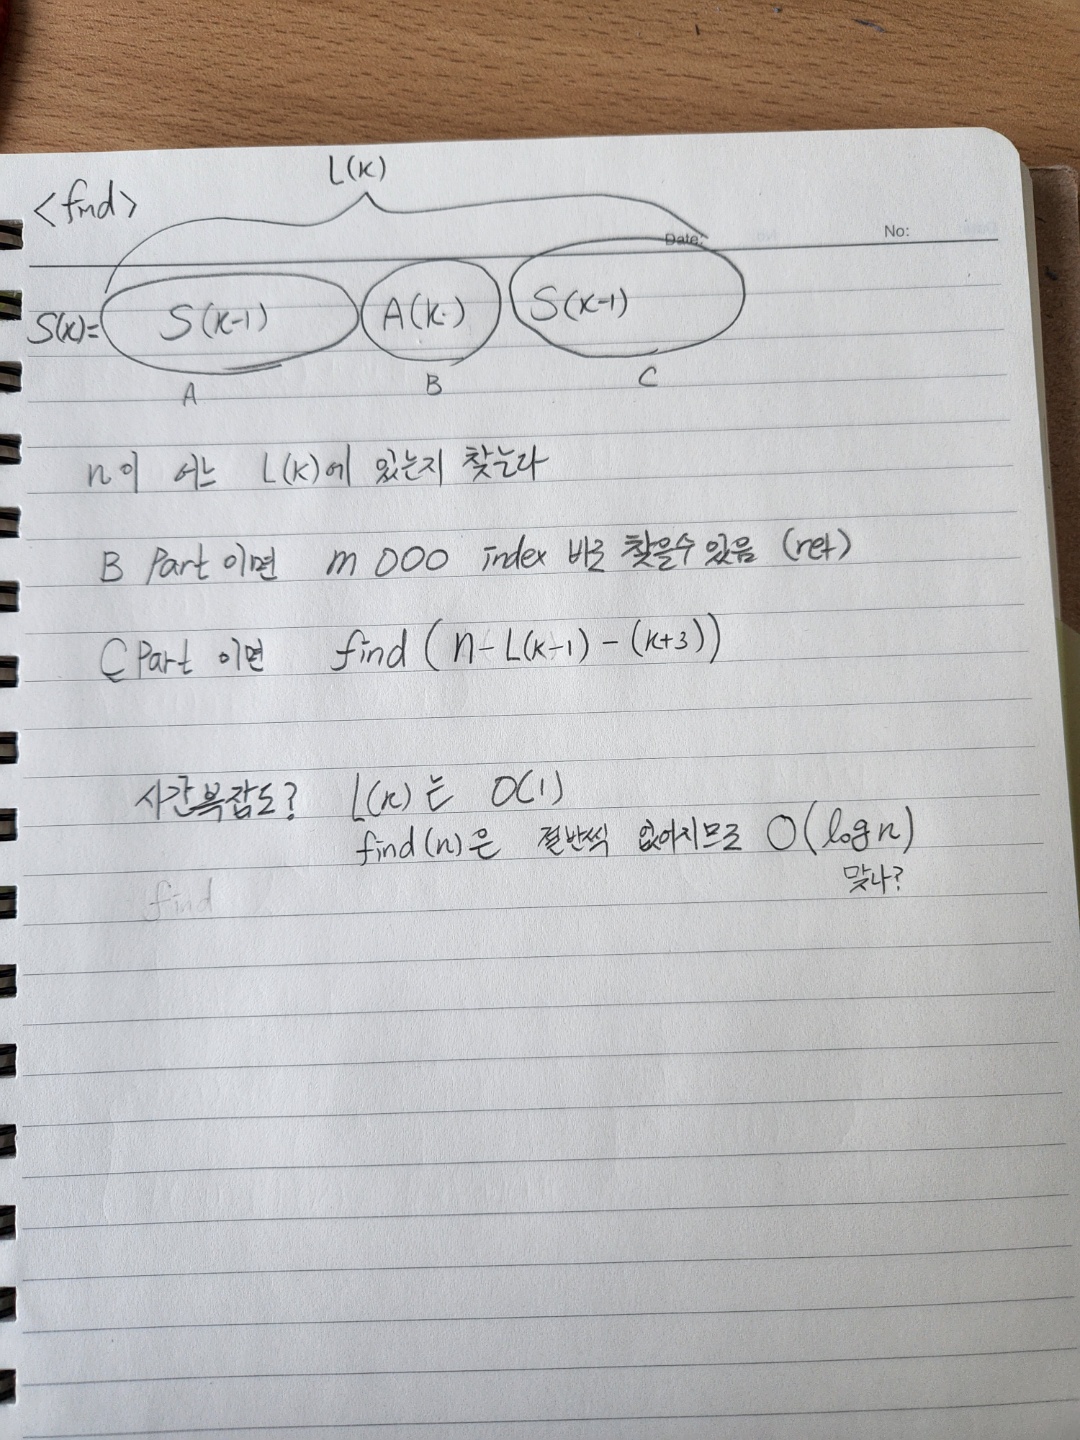 L(k)
<find>
Date:
No:
S(k)= S(k-1) A(k) S(k-1)
A B C
n이 어느 L(k)에 있는지 찾는다
B Part 이면 m OOO index 바로 찾을수 있음 (ret)
C Part 이면 find (n-L(k-1)-(k+3))
시간복잡도? L(k)는 O(1)
find(n)은 절반씩 없어지므로 O(log n)
맞나?
find